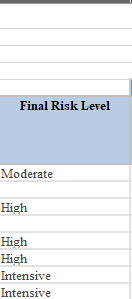 Final Risk Level
Moderate
High
High
High
Intensive
Intensive